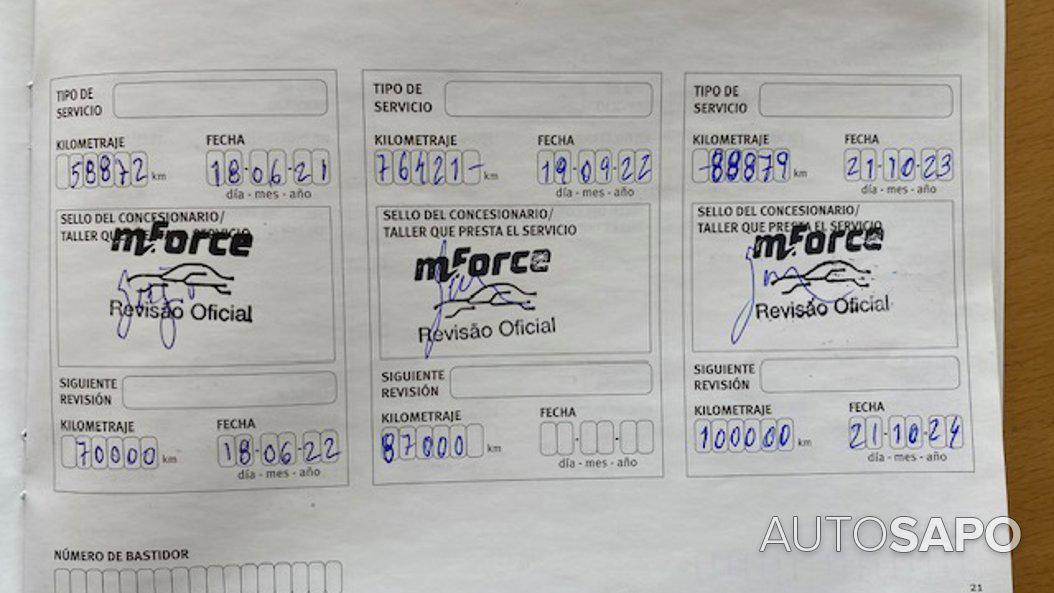 TIPO DE
SERVICIO
KILOMETRAJE FECHA
58872 km 18-06-21
día - mes - año
SELLO DEL CONCESIONARIO/
TALLER QUE PRESTA EL SERVICIO
mForce
Revisão Oficial
SIGUIENTE
REVISIÓN
KILOMETRAJE FECHA
70000 km 18-06-22
día - mes - año
TIPO DE
SERVICIO
KILOMETRAJE FECHA
76421- km 19-09-22
día - mes - año
SELLO DEL CONCESIONARIO/
TALLER QUE PRESTA EL SERVICIO
mForce
Revisão Oficial
SIGUIENTE
REVISIÓN
KILOMETRAJE FECHA
87000 km
día - mes - año
TIPO DE
SERVICIO
KILOMETRAJE FECHA
-88879 km 21-10-23
día - mes - año
SELLO DEL CONCESIONARIO/
TALLER QUE PRESTA EL SERVICIO
mForce
Revisão Oficial
SIGUIENTE
REVISIÓN
KILOMETRAJE FECHA
100000 km 21-10-24
día - mes - año
NÚMERO DE BASTIDOR
AUTOSAPO
21